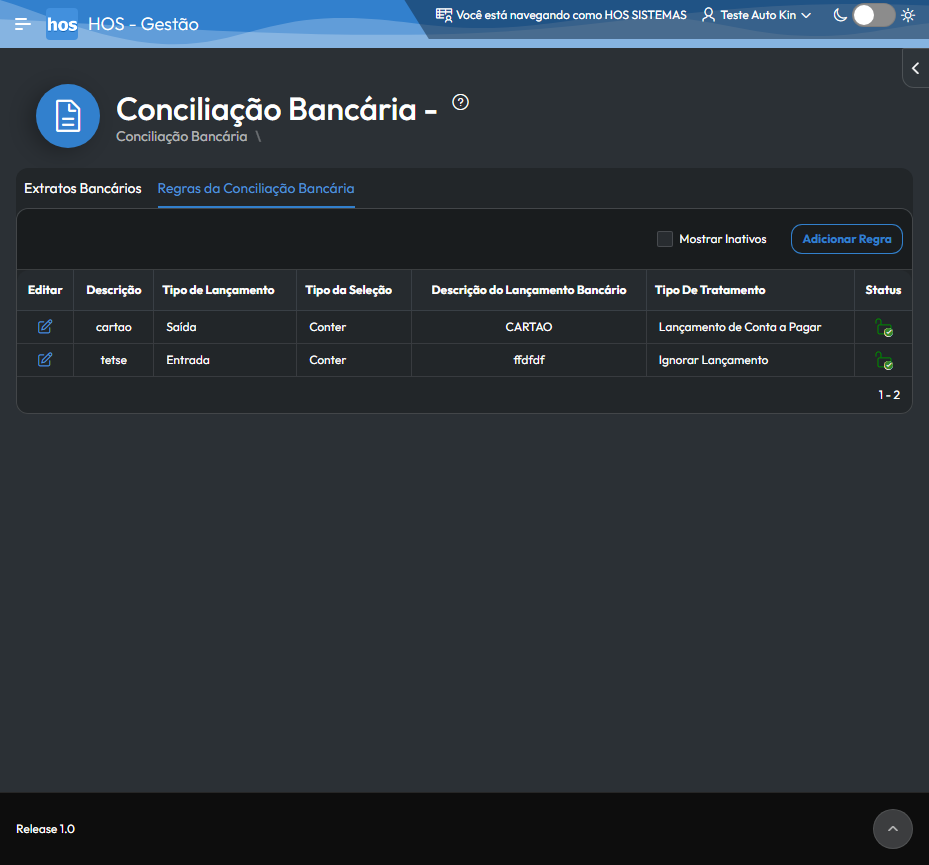 hos HOS - Gestão
Você está navegando como HOS SISTEMAS Teste Auto Kin
Conciliação Bancária - ?
Conciliação Bancária \
Extratos Bancários Regras da Conciliação Bancária
Mostrar Inativos Adicionar Regra
Editar Descrição Tipo de Lançamento Tipo da Seleção Descrição do Lançamento Bancário Tipo De Tratamento Status
cartao Saída Conter CARTAO Lançamento de Conta a Pagar
tetse Entrada Conter ffdfdf Ignorar Lançamento
1 - 2
Release 1.0